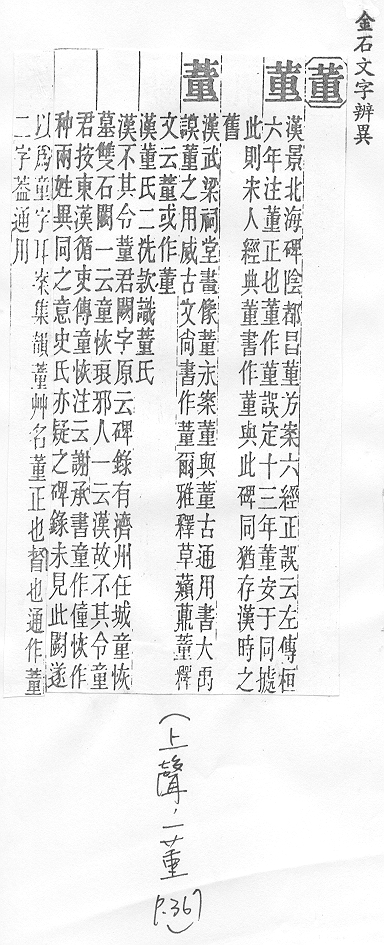 金石文字辨異
董
董 漢景北海碑陰都昌董方案六經正誤云左傳桓
六年注董正也董作董誤定十三年董安于同據
此則宋人經典董書作董與此碑同猶存漢時之
舊
董 漢武梁祠堂畫像董永案董與董古通用書大禹
謨董之用威古文尚書作董爾雅釋草蘱薡董釋
文云董或作董
漢董氏二洗款識董氏
漢不其令董君闕字原云碑錄有濟州任城童恢
墓雙石闕一云童恢琅邪人一云漢故不其令童
君按東漢循吏傳童恢注云謝承書童作僮恢作
种兩姓異同之意史氏亦疑之碑錄未見此闕遂
以爲童字耳案集韻董艸名董正也督也通作董
二字葢通用
(上聲,一董 P.367)